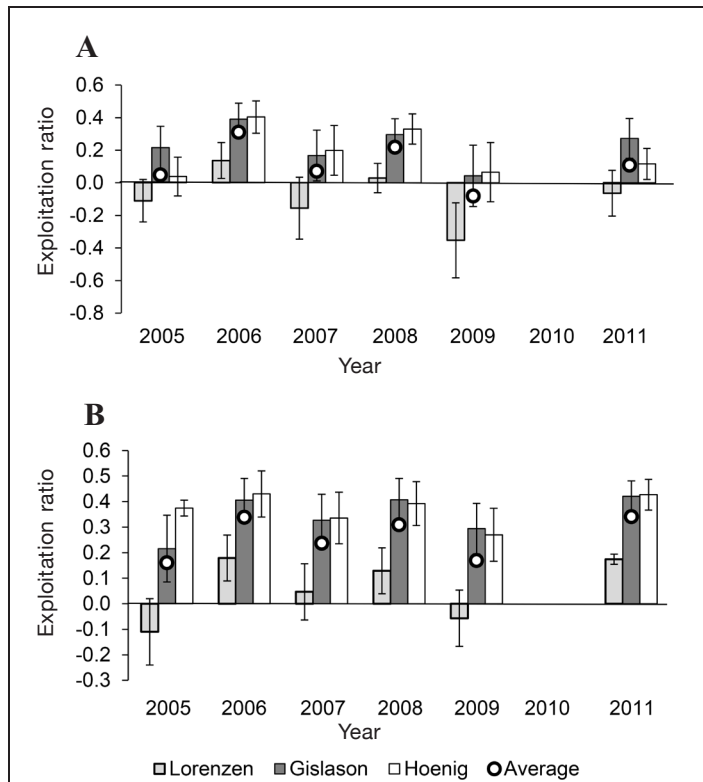 A
0.6
0.4
0.2
0.0
-0.2
-0.4
-0.6
-0.8
Exploitation ratio
2005 2006 2007 2008 2009 2010 2011
Year
B
0.6
0.5
0.4
0.3
0.2
0.1
0.0
-0.1
-0.2
-0.3
Exploitation ratio
2005 2006 2007 2008 2009 2010 2011
Year
Lorenzen Gislason Hoenig Average